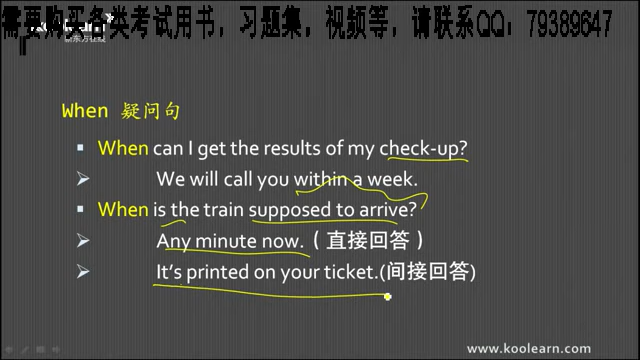 需要购买各类考试用书，习题集，视频等，请联系QQ：79389647
When 疑问句
When can I get the results of my check-up?
We will call you within a week.
When is the train supposed to arrive?
Any minute now.（直接回答）
It's printed on your ticket.(间接回答)
www.koolearn.com